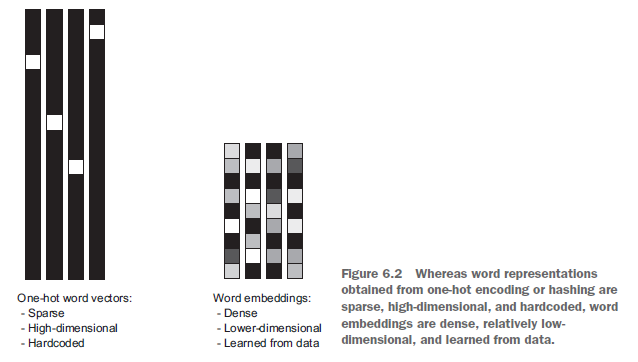 One-hot word vectors:
- Sparse
- High-dimensional
- Hardcoded
Word embeddings:
- Dense
- Lower-dimensional
- Learned from data
Figure 6.2 Whereas word representations
obtained from one-hot encoding or hashing are
sparse, high-dimensional, and hardcoded, word
embeddings are dense, relatively low-
dimensional, and learned from data.